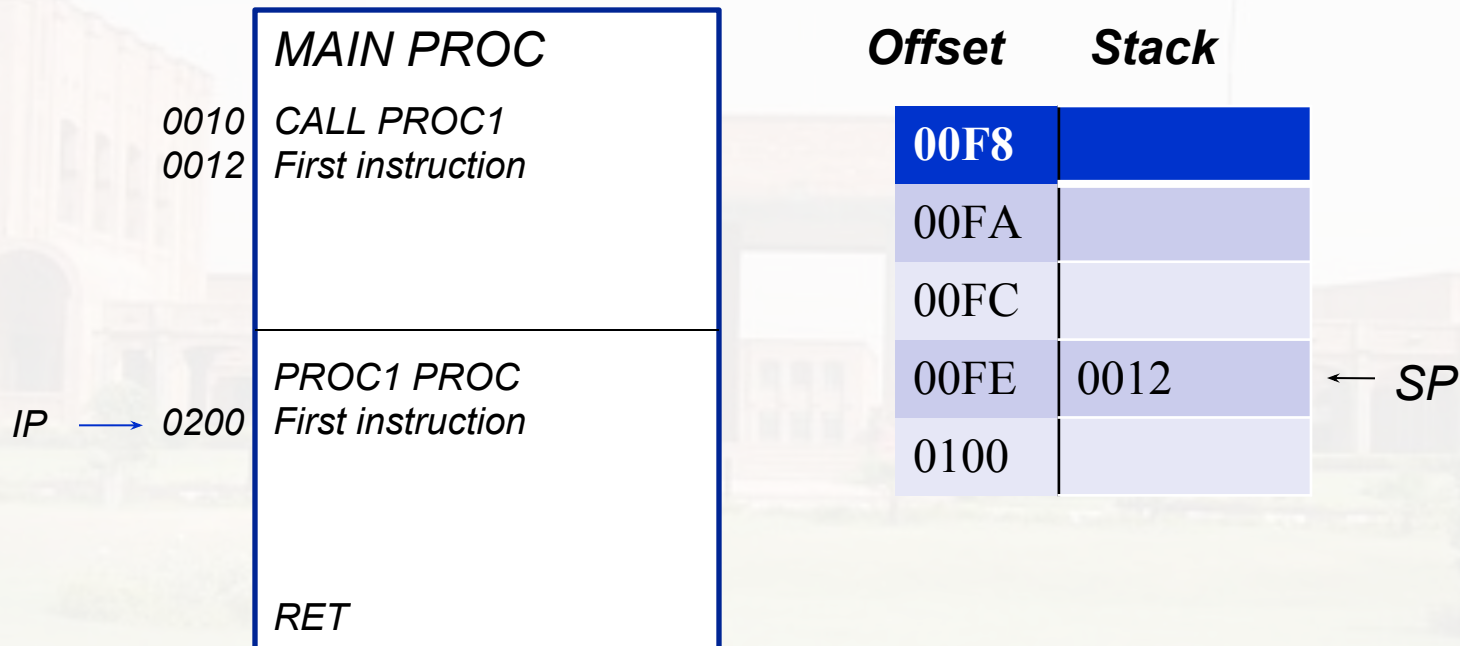 MAIN PROC
0010 CALL PROC1
0012 First instruction
PROC1 PROC
IP 0200 First instruction
RET
Offset Stack
00F8
00FA
00FC
00FE 0012 SP
0100